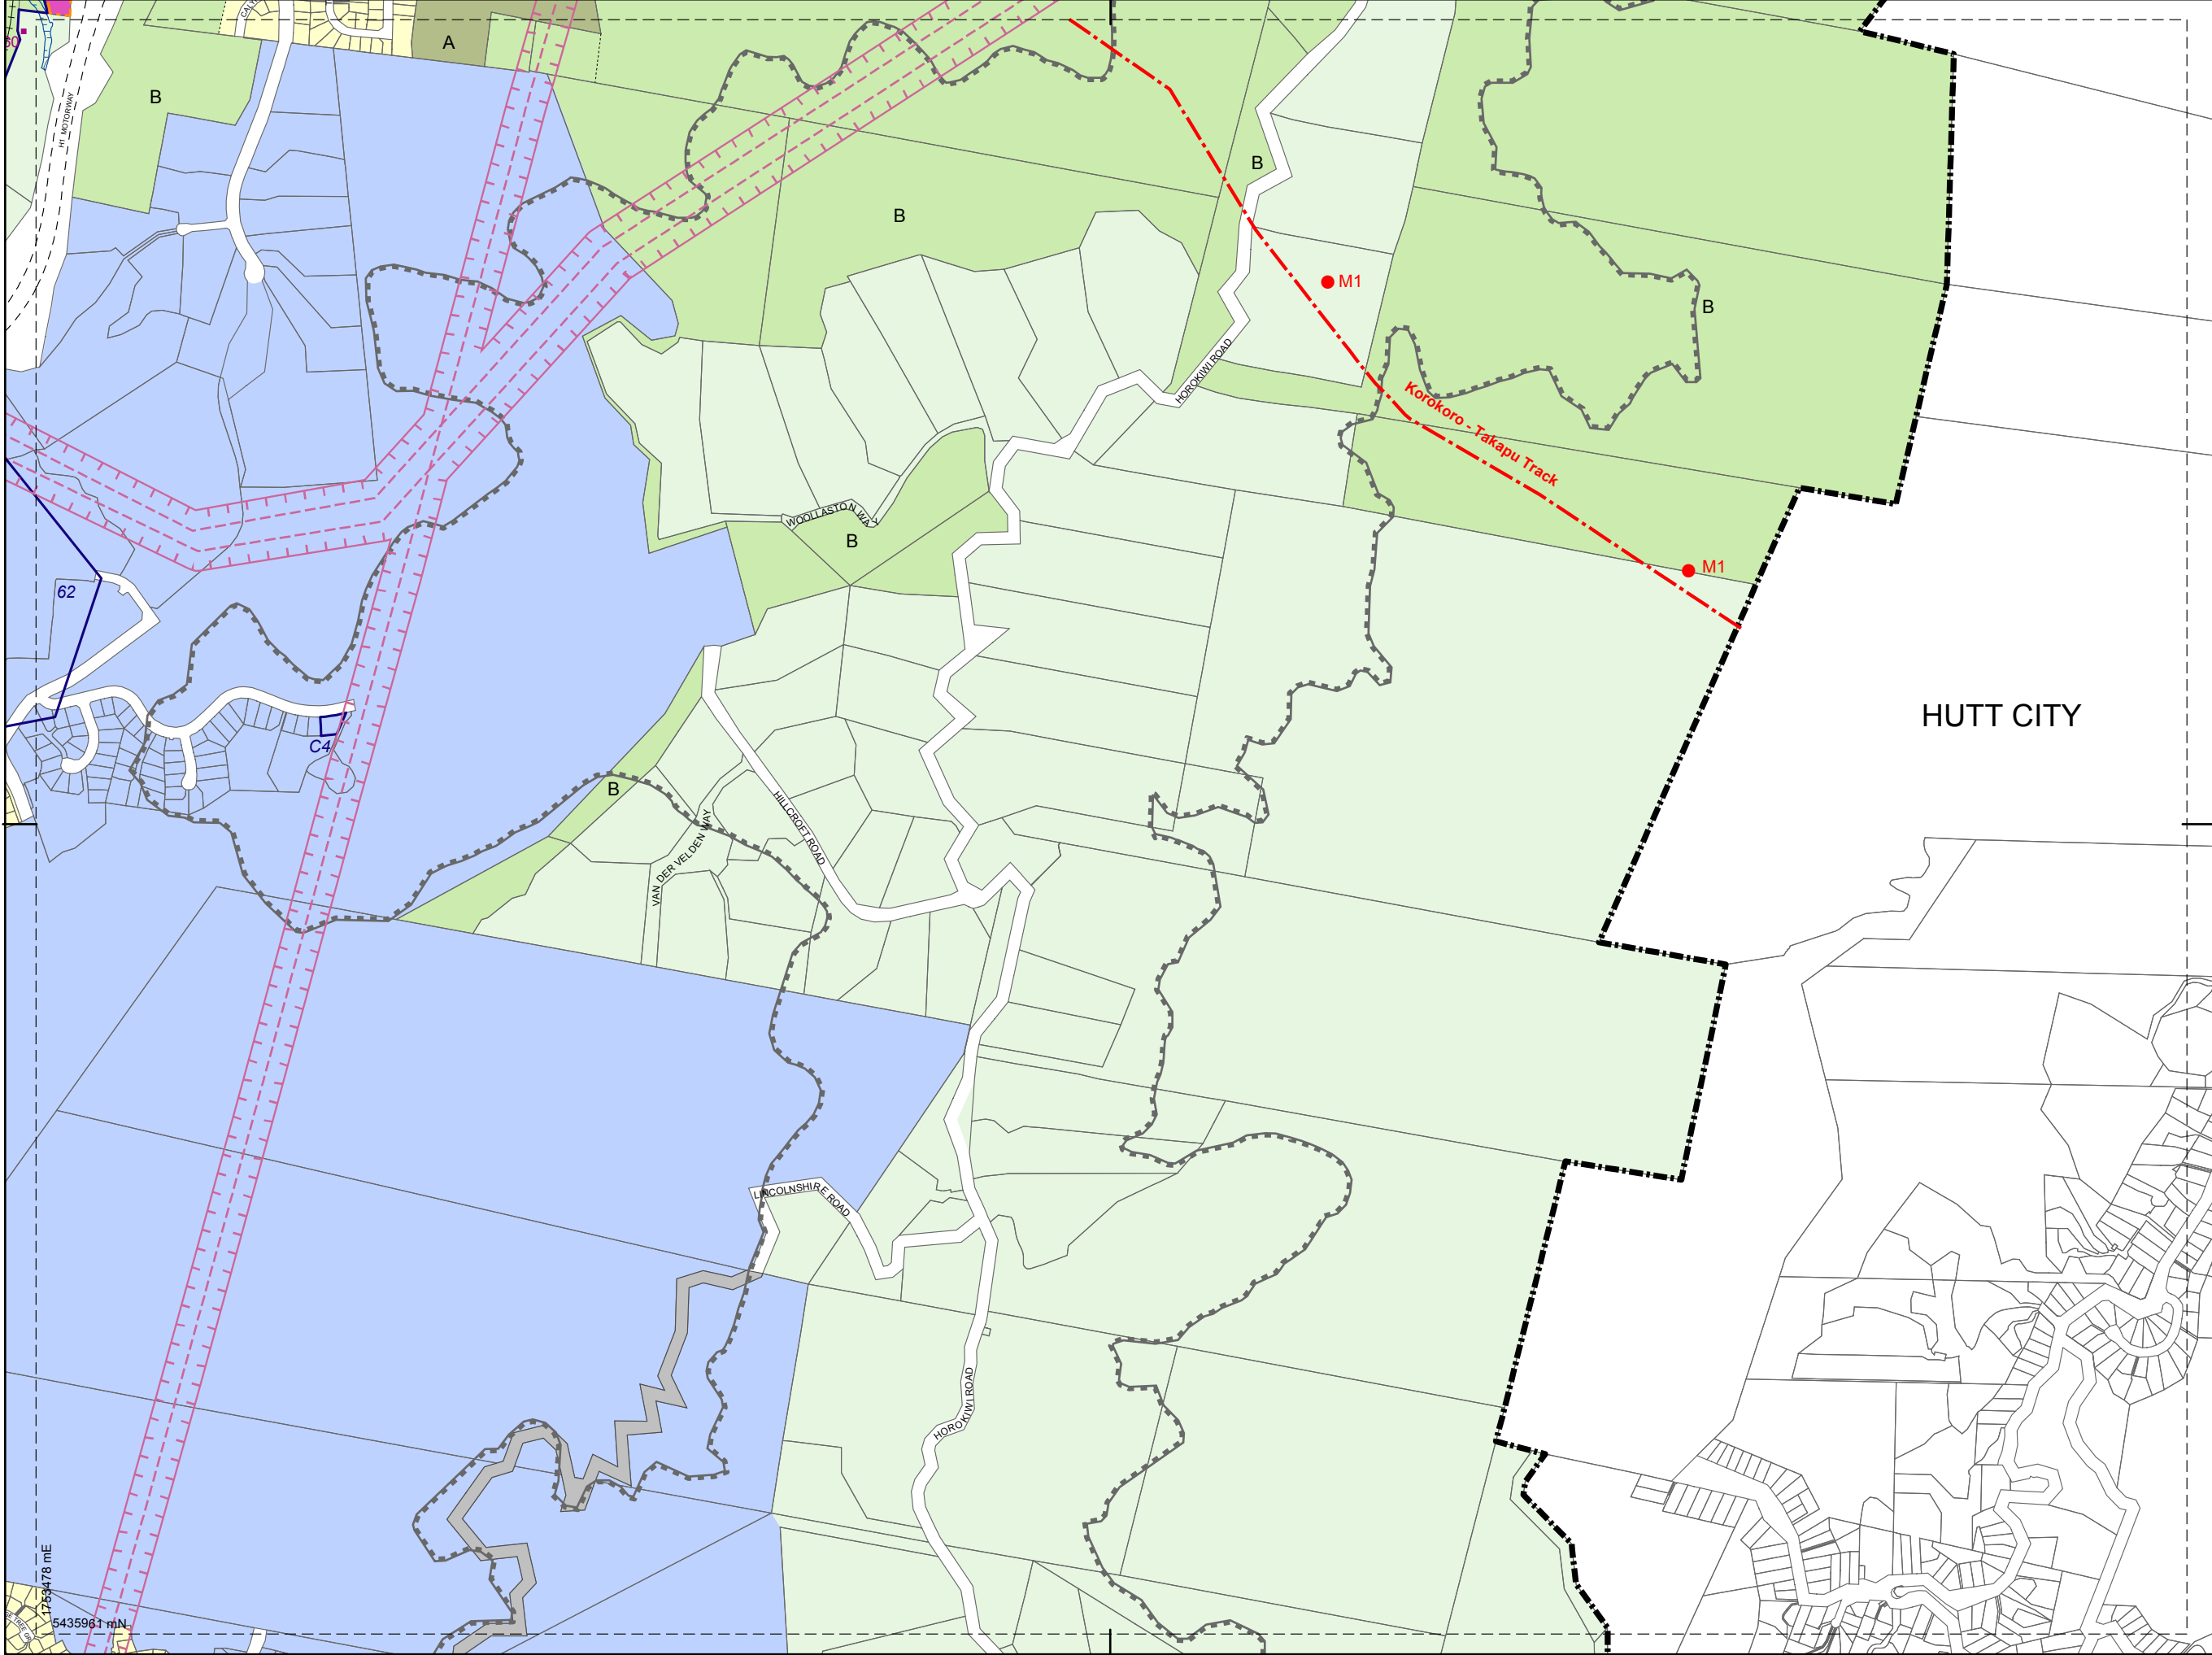 A
60
B
H1 MOTORWAY
B
B
M1
B
HOROKIWI ROAD
Korokoro - Takapu Track
WOOLLASTON WAY
B
M1
62
HUTT CITY
C4
B
HILLCROFT ROAD
VAN DER VELDEN WAY
LINCOLNSHIRE ROAD
HOROKIWI ROAD
1753478 mE
5435961 mN